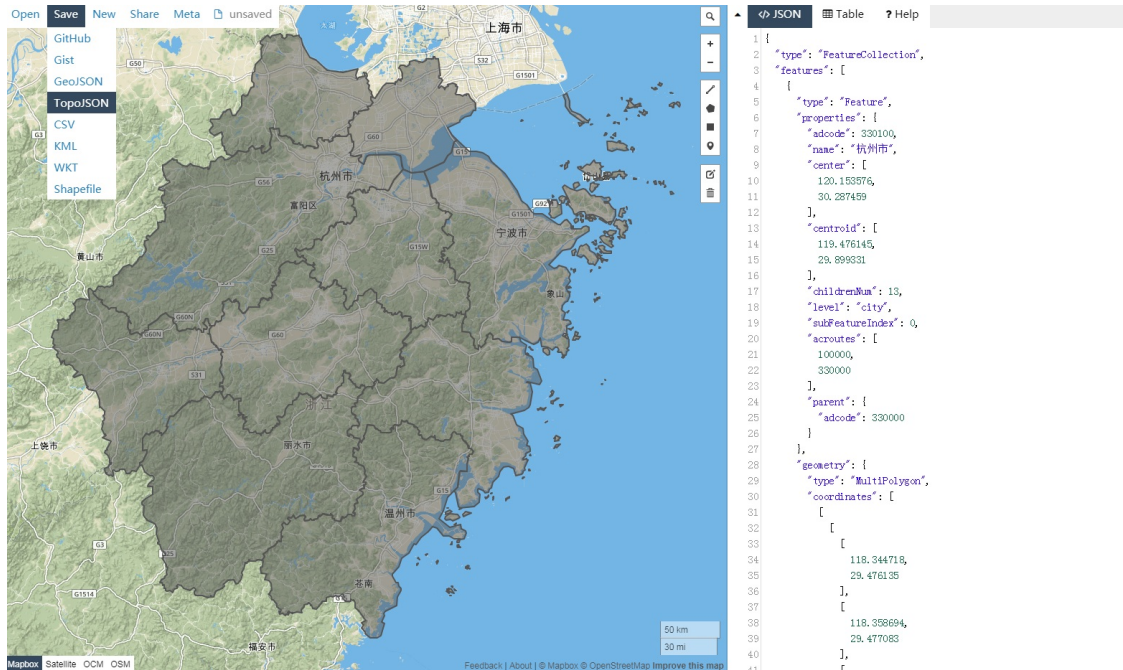 Open Save New Share Meta unsaved
GitHub
Gist
GeoJSON
TopoJSON
CSV
KML
WKT
Shapefile
G2
上海市
G50
S32
G1501
G3
G60
G15
杭州市
G56
G92
富阳区
G1501
宁波市
G25
G15W
黄山市
象山
G60N
G60N
G60
S31
上饶市
丽水市
G15
温州市
G3
G25
苍南
G1514
福安市
50 km
30 mi
Mapbox Satellite OCM OSM
Feedback | About | © Mapbox © OpenStreetMap Improve this map
+
−
</> JSON Table ? Help
1 {
2 "type": "FeatureCollection",
3 "features": [
4 {
5 "type": "Feature",
6 "properties": {
7 "adcode": 330100,
8 "name": "杭州市",
9 "center": [
10 120.153576,
11 30.287459
12 ],
13 "centroid": [
14 119.476145,
15 29.899331
16 ],
17 "childrenNum": 13,
18 "level": "city",
19 "subFeatureIndex": 0,
20 "acroutes": [
21 100000,
22 330000
23 ],
24 "parent": {
25 "adcode": 330000
26 }
27 },
28 "geometry": {
29 "type": "MultiPolygon",
30 "coordinates": [
31 [
32 [
33 [
34 118.344718,
35 29.476135
36 ],
37 [
38 118.358694,
39 29.477083
40 ],
41 [